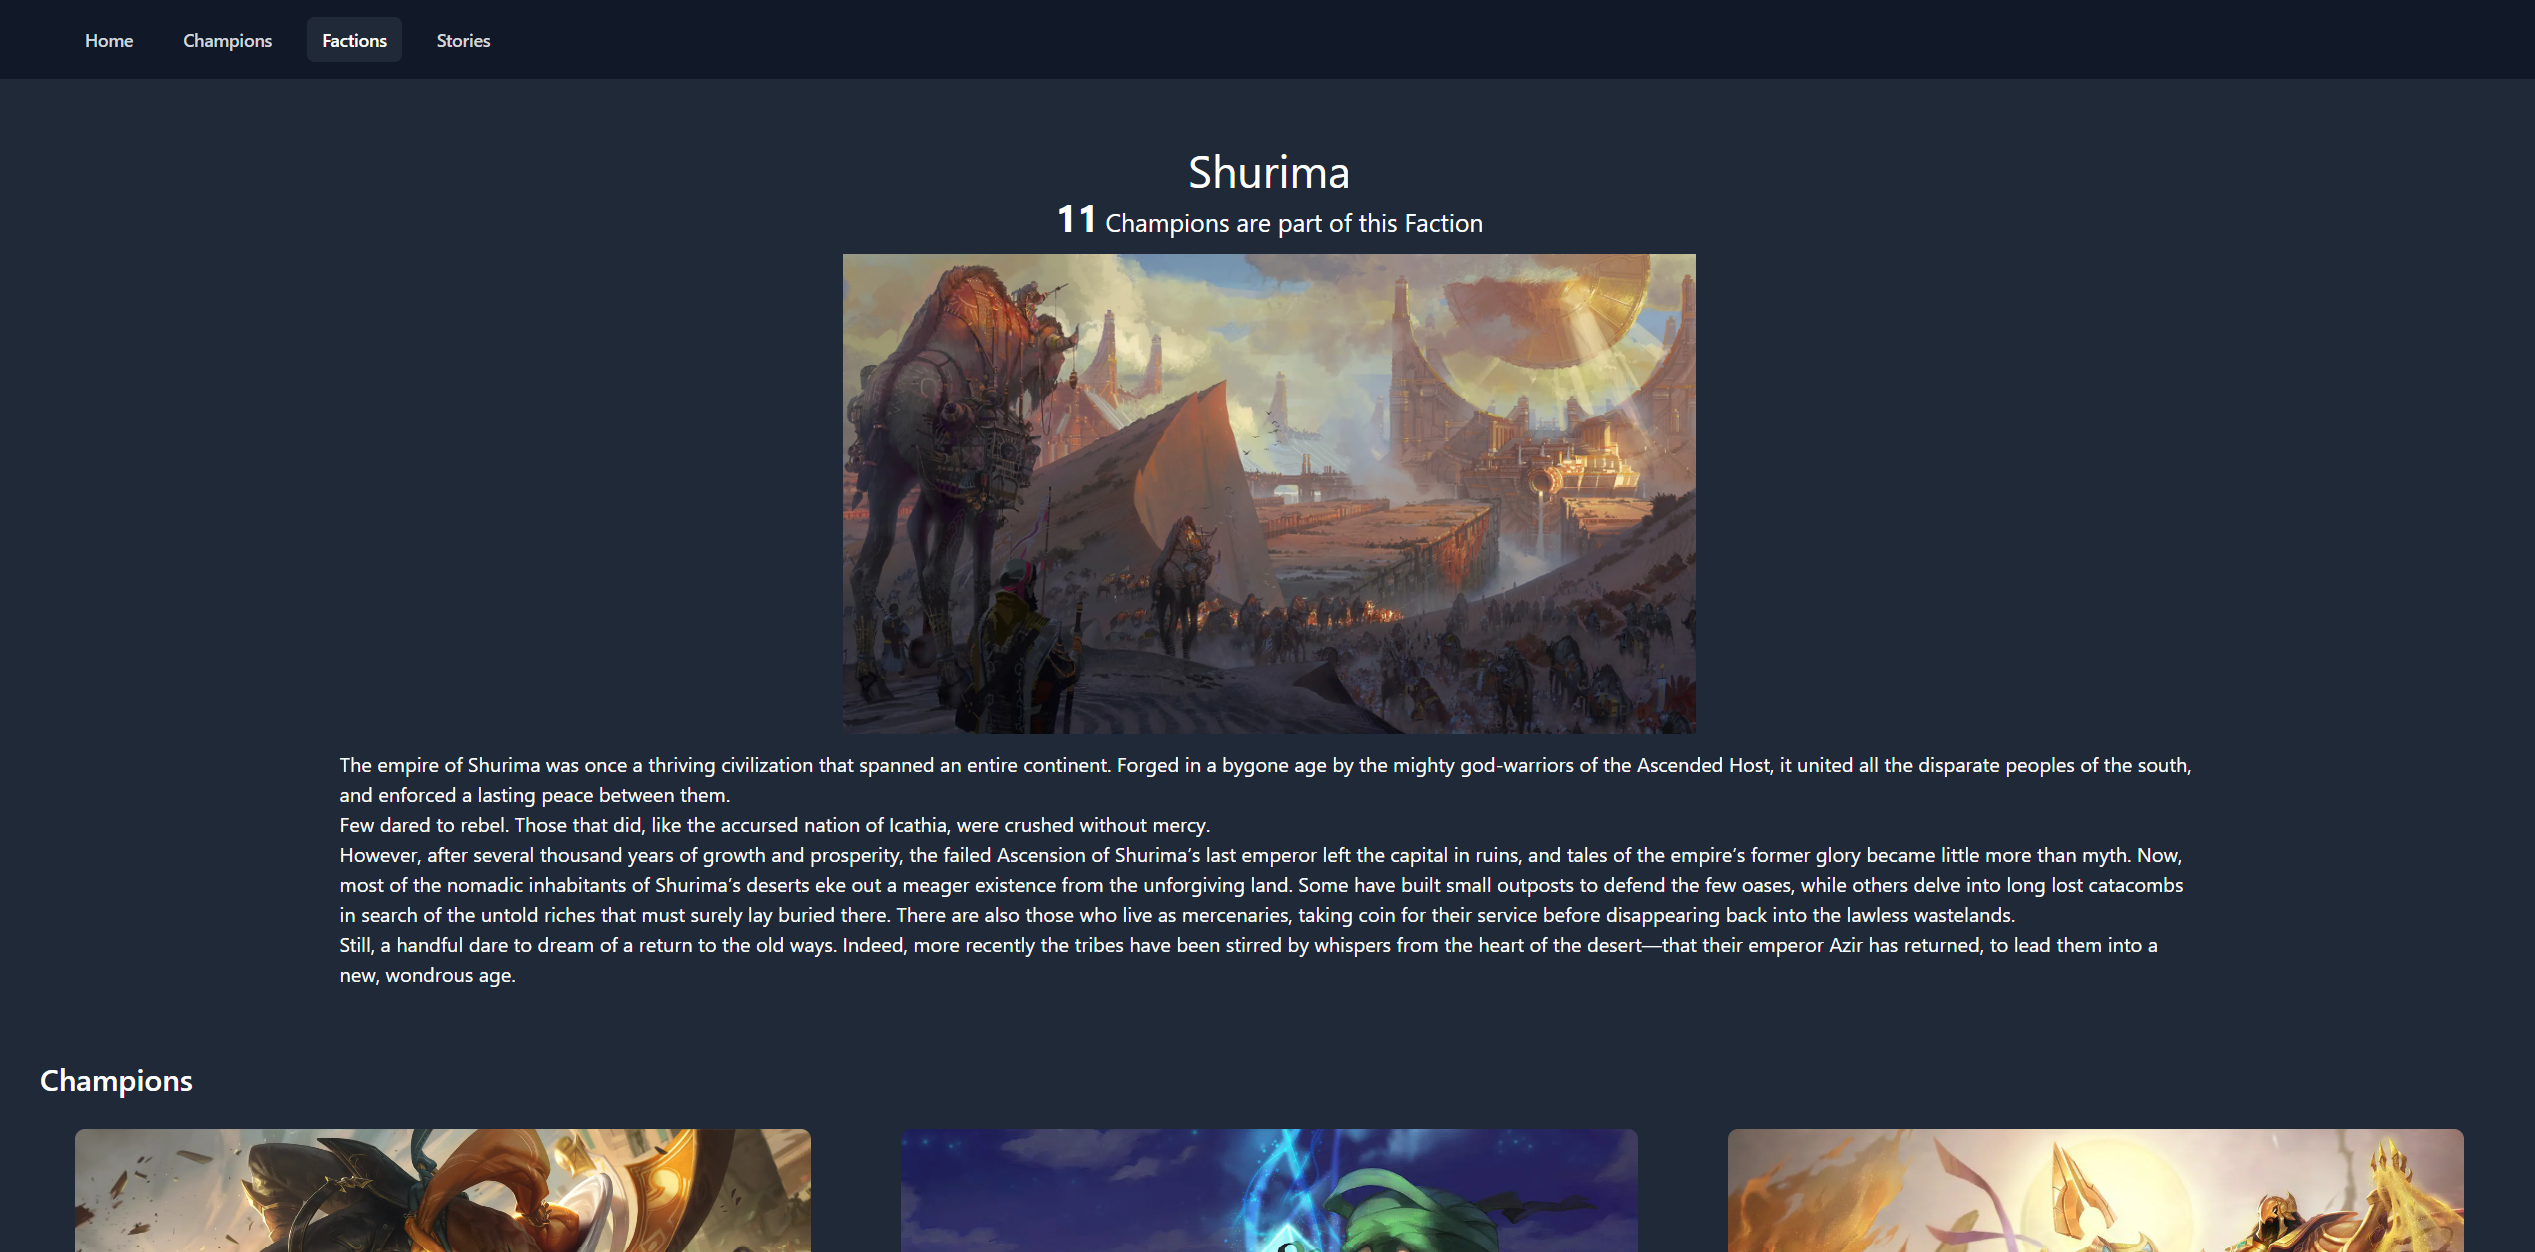 Home Champions Factions Stories
Shurima
11 Champions are part of this Faction
The empire of Shurima was once a thriving civilization that spanned an entire continent. Forged in a bygone age by the mighty god-warriors of the Ascended Host, it united all the disparate peoples of the south,
and enforced a lasting peace between them.
Few dared to rebel. Those that did, like the accursed nation of Icathia, were crushed without mercy.
However, after several thousand years of growth and prosperity, the failed Ascension of Shurima’s last emperor left the capital in ruins, and tales of the empire’s former glory became little more than myth. Now,
most of the nomadic inhabitants of Shurima’s deserts eke out a meager existence from the unforgiving land. Some have built small outposts to defend the few oases, while others delve into long lost catacombs
in search of the untold riches that must surely lay buried there. There are also those who live as mercenaries, taking coin for their service before disappearing back into the lawless wastelands.
Still, a handful dare to dream of a return to the old ways. Indeed, more recently the tribes have been stirred by whispers from the heart of the desert—that their emperor Azir has returned, to lead them into a
new, wondrous age.
Champions